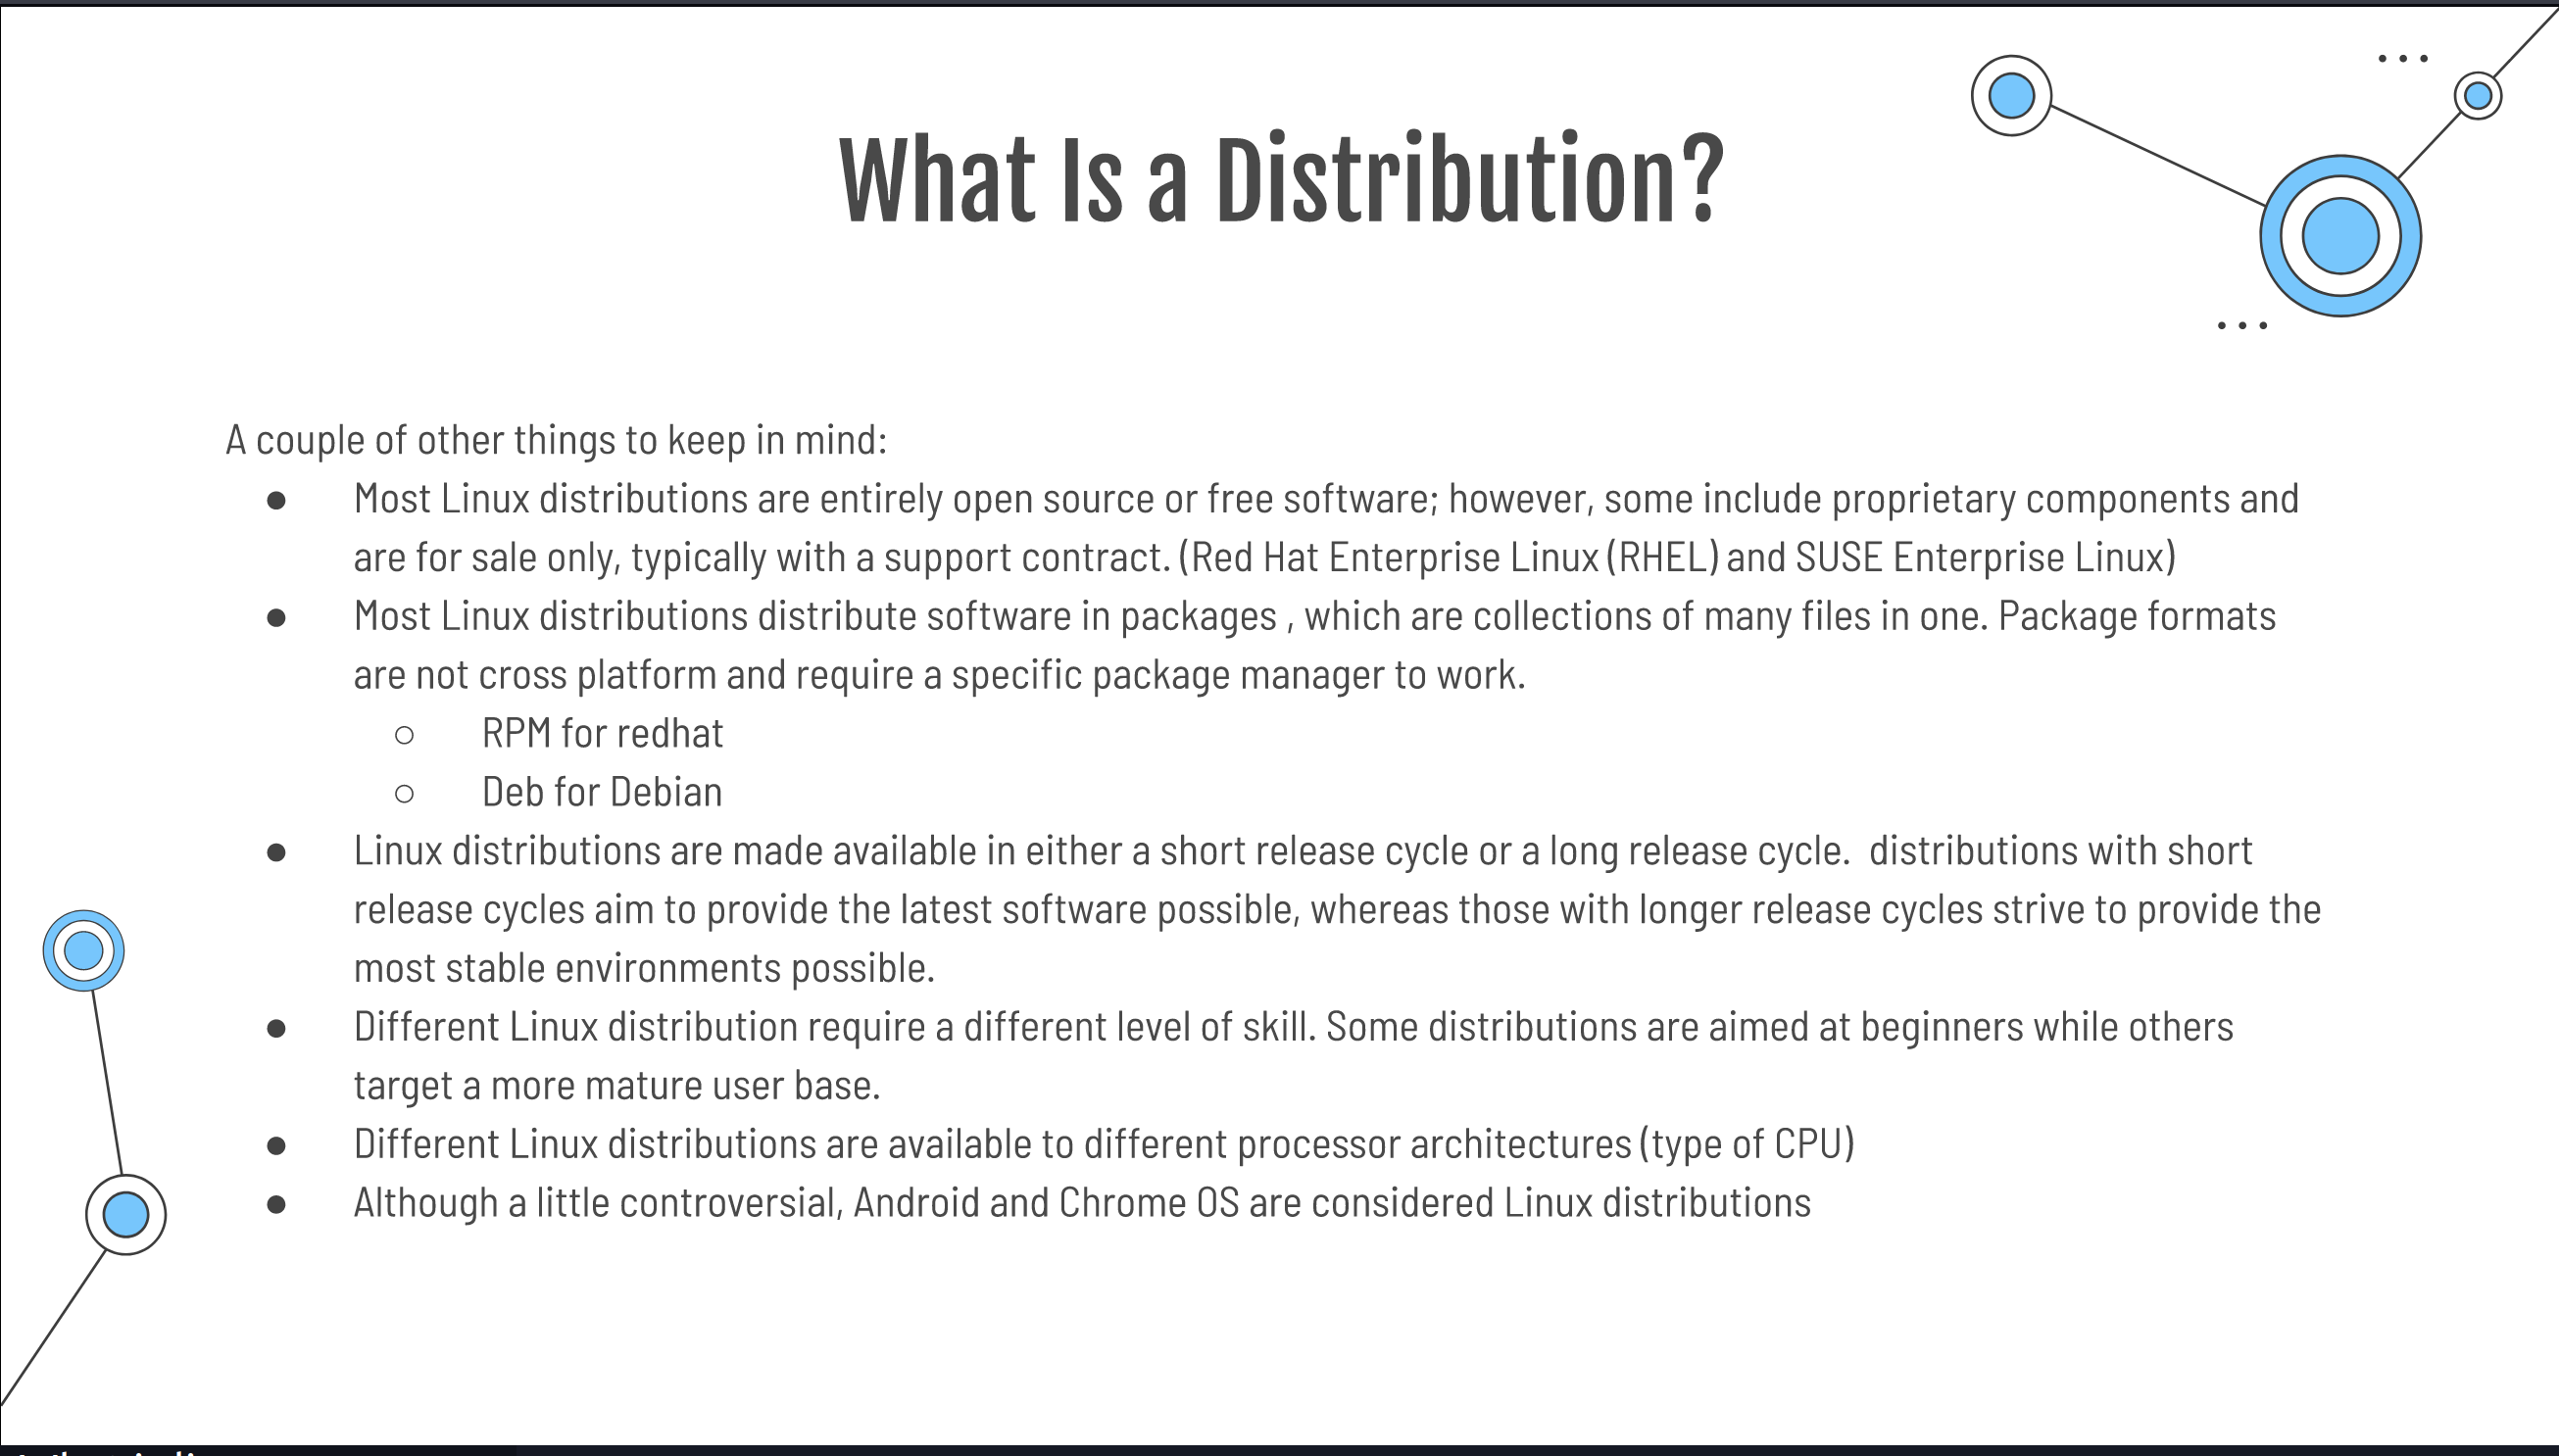 What Is a Distribution?
A couple of other things to keep in mind:
● Most Linux distributions are entirely open source or free software; however, some include proprietary components and
are for sale only, typically with a support contract. (Red Hat Enterprise Linux (RHEL) and SUSE Enterprise Linux)
● Most Linux distributions distribute software in packages , which are collections of many files in one. Package formats
are not cross platform and require a specific package manager to work.
○ RPM for redhat
○ Deb for Debian
● Linux distributions are made available in either a short release cycle or a long release cycle.  distributions with short
release cycles aim to provide the latest software possible, whereas those with longer release cycles strive to provide the
most stable environments possible.
● Different Linux distribution require a different level of skill. Some distributions are aimed at beginners while others
target a more mature user base.
● Different Linux distributions are available to different processor architectures (type of CPU)
● Although a little controversial, Android and Chrome OS are considered Linux distributions